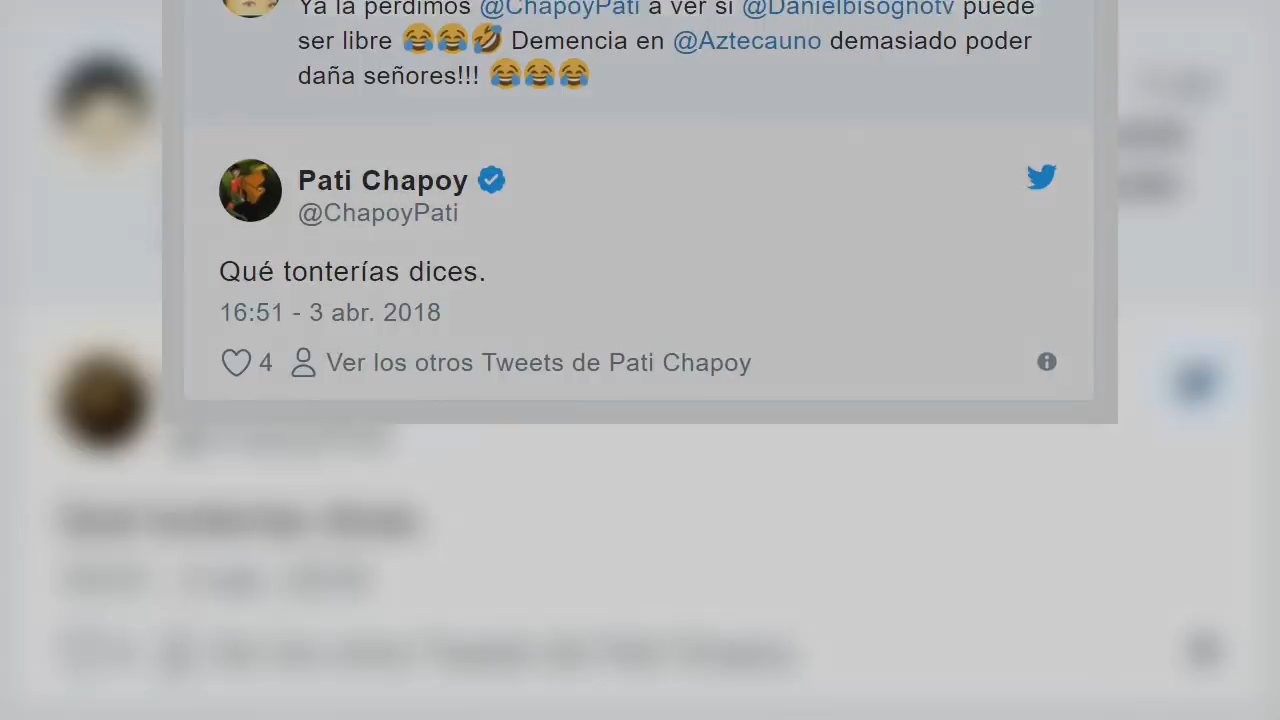 Ya la perdimos @ChapoyPati a ver si @Danielbisognotv puede
ser libre 😂😂🤣 Demencia en @Aztecauno demasiado poder
daña señores!!! 😂😂😂
Pati Chapoy
@ChapoyPati
Qué tonterías dices.
16:51 - 3 abr. 2018
4 Ver los otros Tweets de Pati Chapoy